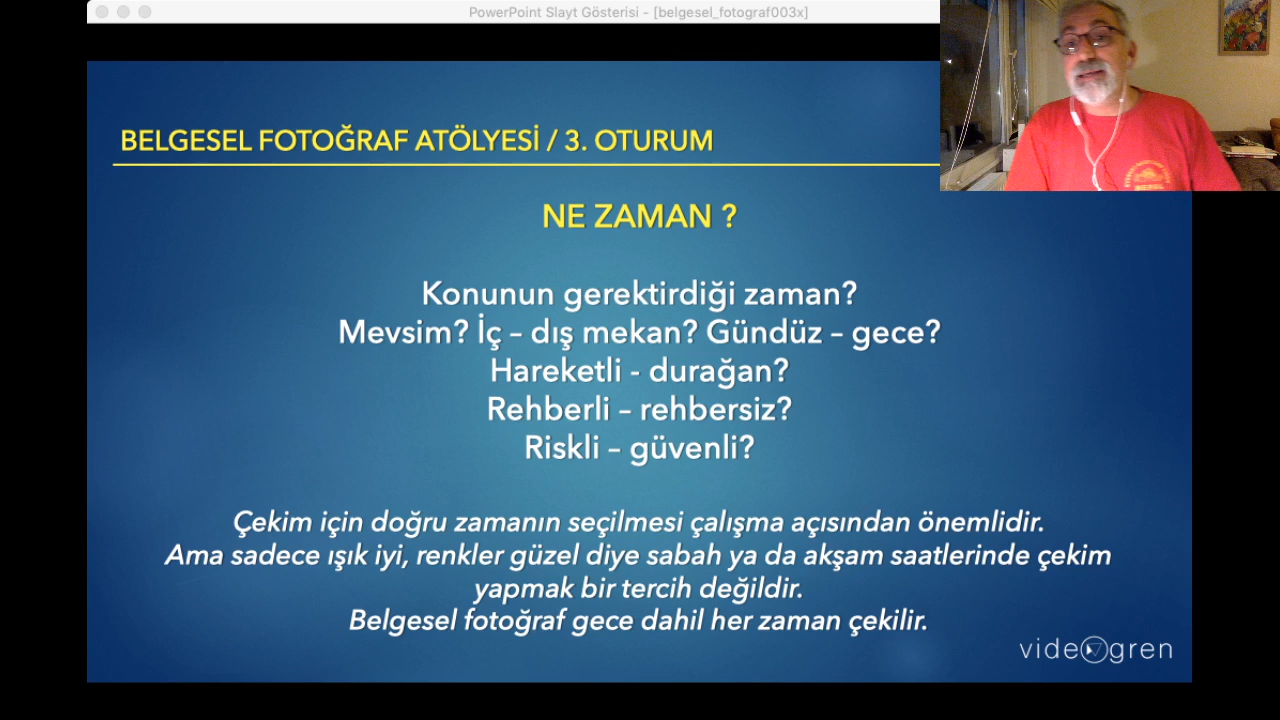 PowerPoint Slayt Gösterisi - [belgesel_fotograf003x]
BELGESEL FOTOĞRAF ATÖLYESİ / 3. OTURUM
NE ZAMAN ?
Konunun gerektirdiği zaman?
Mevsim? İç – dış mekan? Gündüz – gece?
Hareketli - durağan?
Rehberli – rehbersiz?
Riskli – güvenli?
Çekim için doğru zamanın seçilmesi çalışma açısından önemlidir.
Ama sadece ışık iyi, renkler güzel diye sabah ya da akşam saatlerinde çekim
yapmak bir tercih değildir.
Belgesel fotoğraf gece dahil her zaman çekilir.
videogren